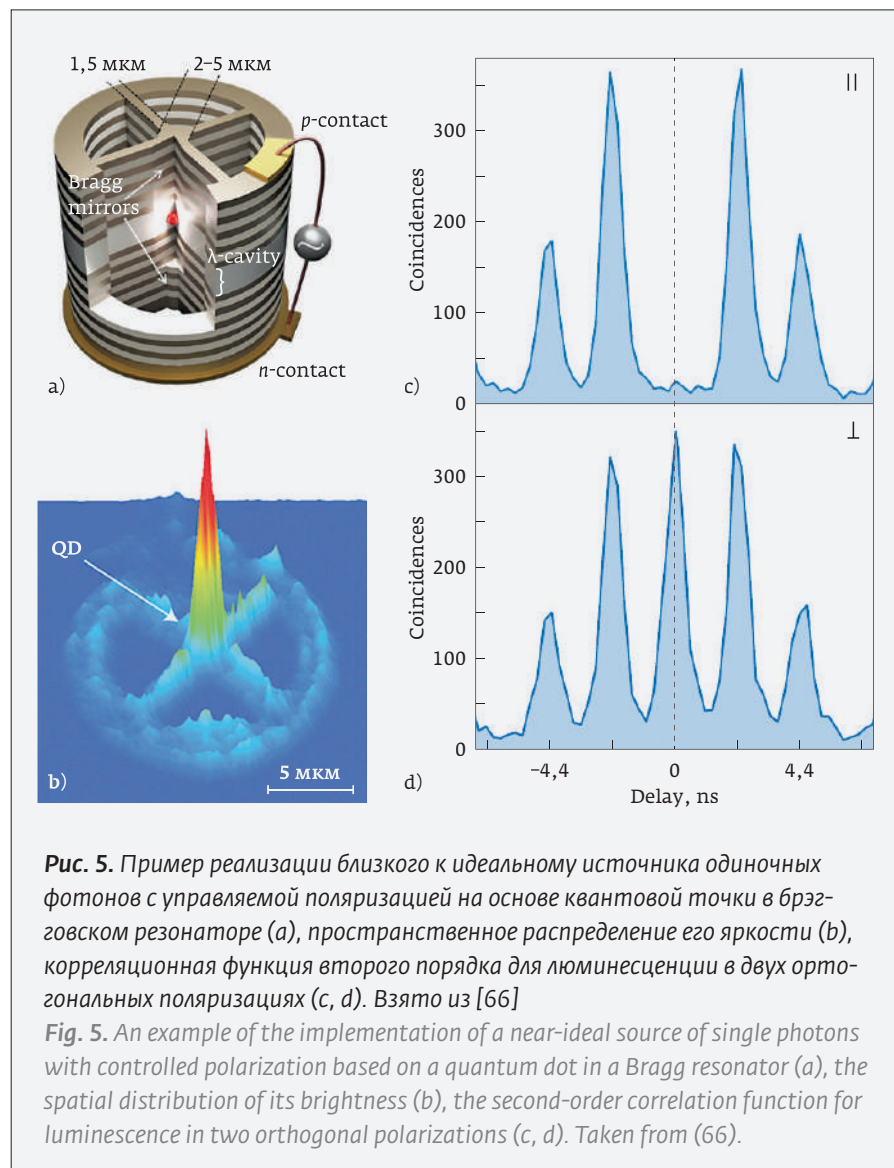 1,5 мкм
2–5 мкм
p-contact
Bragg
mirrors
λ-cavity
}
n-contact
a)
QD
5 мкм
b)
||
300
200
100
0
Coincidences
c)
⊥
300
200
100
0
Coincidences
–4,4
0
4,4
Delay, ns
d)
Рис. 5. Пример реализации близкого к идеальному источника одиночных
фотонов с управляемой поляризацией на основе квантовой точки в брэг-
говском резонаторе (a), пространственное распределение его яркости (b),
корреляционная функция второго порядка для люминесценции в двух орто-
гональных поляризациях (c, d). Взято из [66]
Fig. 5. An example of the implementation of a near-ideal source of single photons
with controlled polarization based on a quantum dot in a Bragg resonator (a), the
spatial distribution of its brightness (b), the second-order correlation function for
luminescence in two orthogonal polarizations (c, d). Taken from (66).